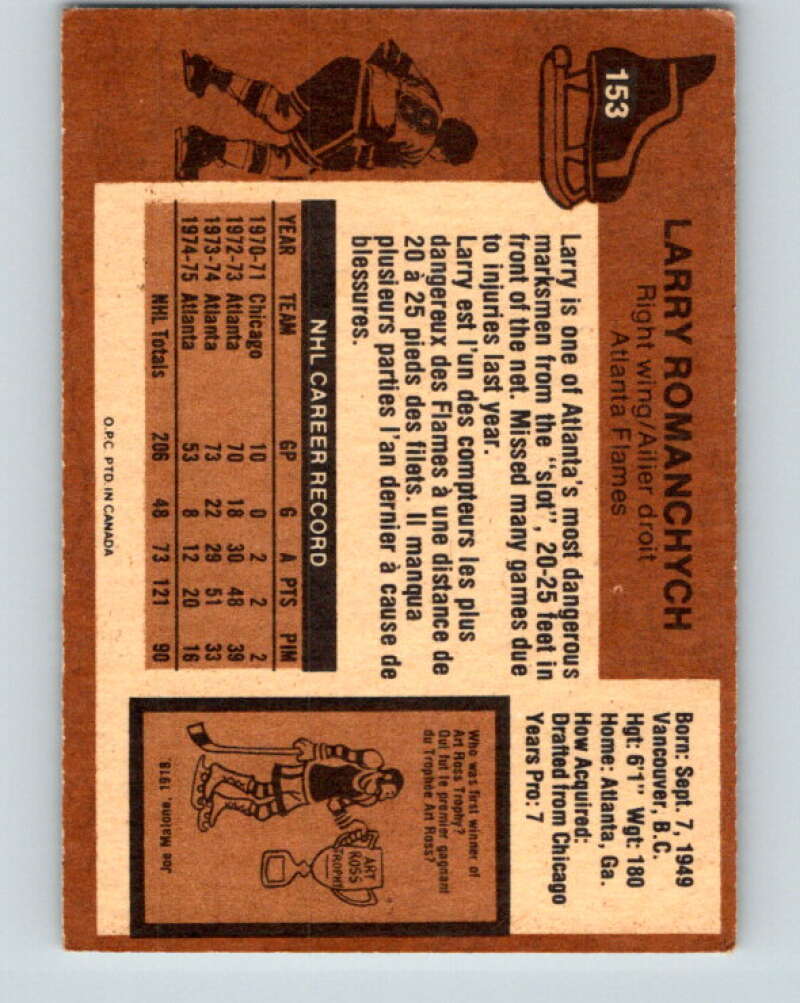 153
LARRY ROMANCHYCH
Right wing/Ailier droit
Atlanta Flames
Born: Sept. 7, 1949
Vancouver, B.C.
Hgt: 6'1" Wgt: 180
Home: Atlanta, Ga.
How Acquired:
Drafted from Chicago
Years Pro: 7
Larry is one of Atlanta's most dangerous
marksmen from the "slot", 20-25 feet in
front of the net. Missed many games due
to injuries last year.
Larry est l'un des compteurs les plus
dangereux des Flames à une distance de
20 à 25 pieds des filets. Il manqua
plusieurs parties l'an dernier à cause de
blessures.
NHL CAREER RECORD
YEAR TEAM GP G A PTS PIM
1970-71 Chicago 10 0 2 2 2
1972-73 Atlanta 70 18 30 48 39
1973-74 Atlanta 73 22 29 51 33
1974-75 Atlanta 53 8 12 20 16
NHL Totals 206 48 73 121 90
Who was first winner of
Art Ross Trophy?
Qui fut le premier gagnant
du Trophée Art Ross?
ART
ROSS
TROPHY
Joe Malone, 1918.
O.P.C. PTD. IN CANADA
8